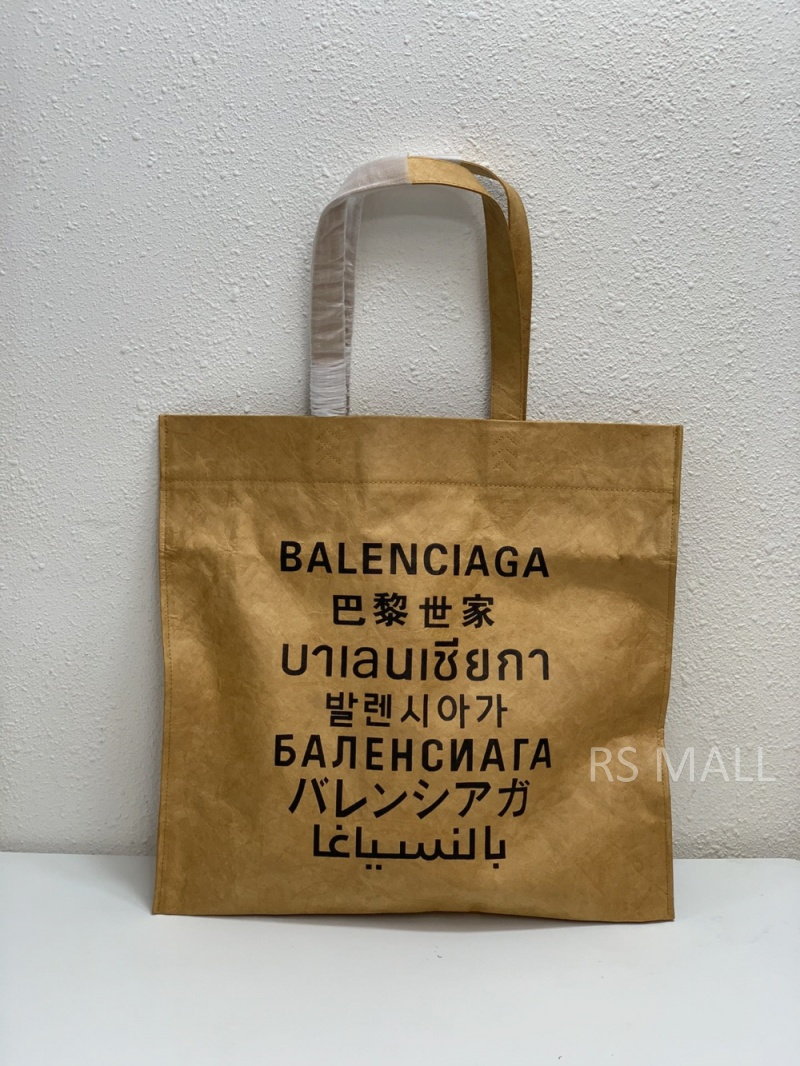 BALENCIAGA
巴黎世家
บาเลนเชียกา
발렌시아가
БАЛЕНСИАГА
RS MALL
バレンシアガ
بالنسياغا